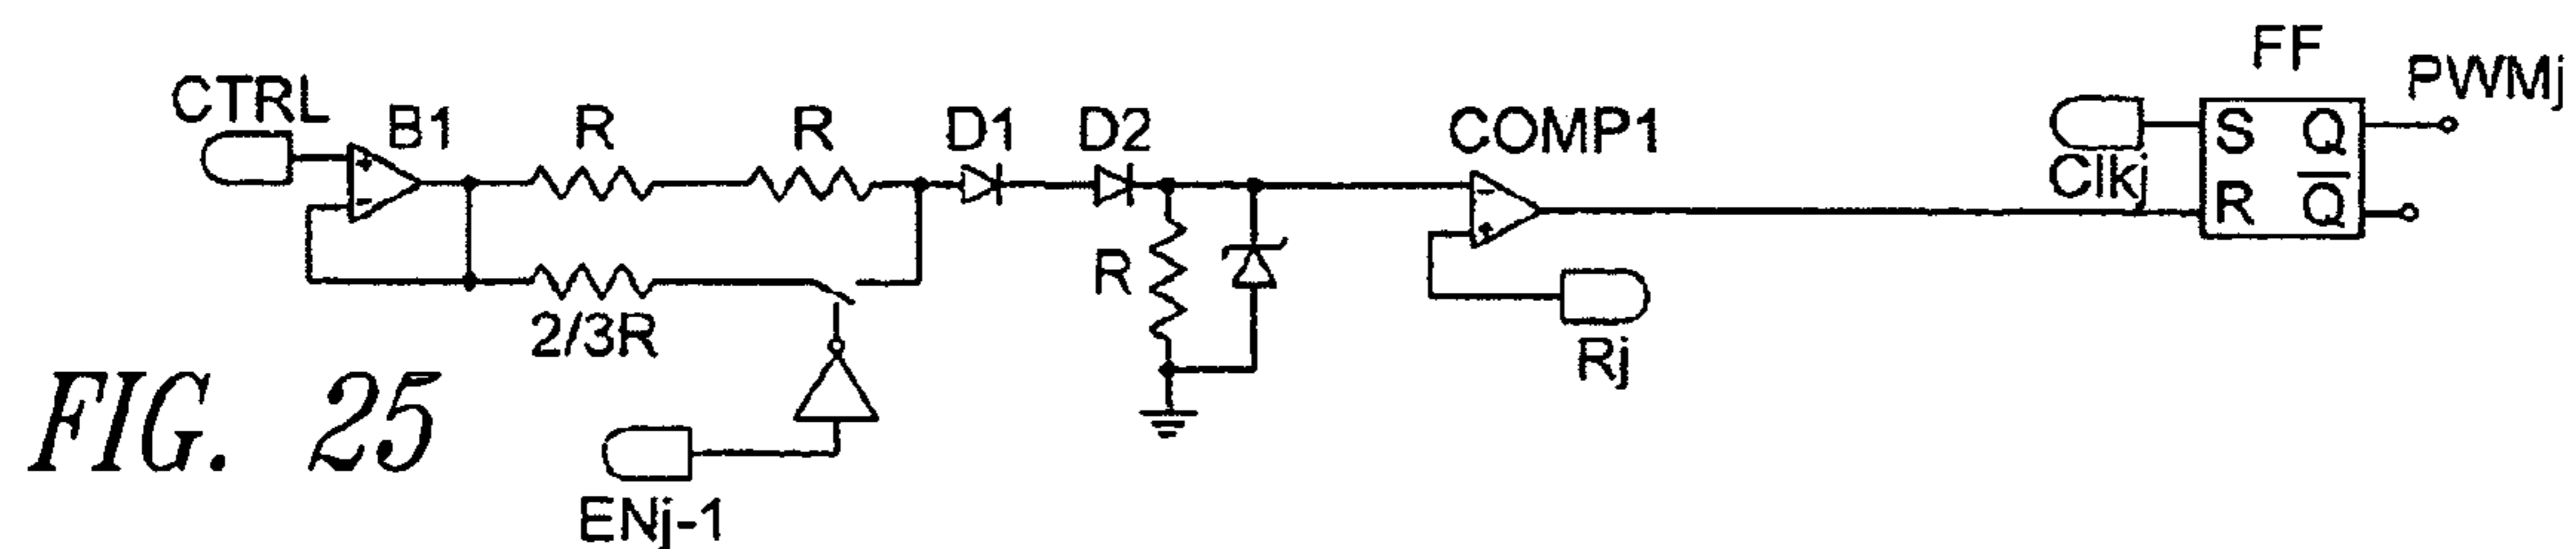 FF
CTRL
B1
R
R
D1
D2
COMP1
PWMj
S
Q
Clkj
R
Q
R
2/3R
Rj
FIG. 25
ENj-1